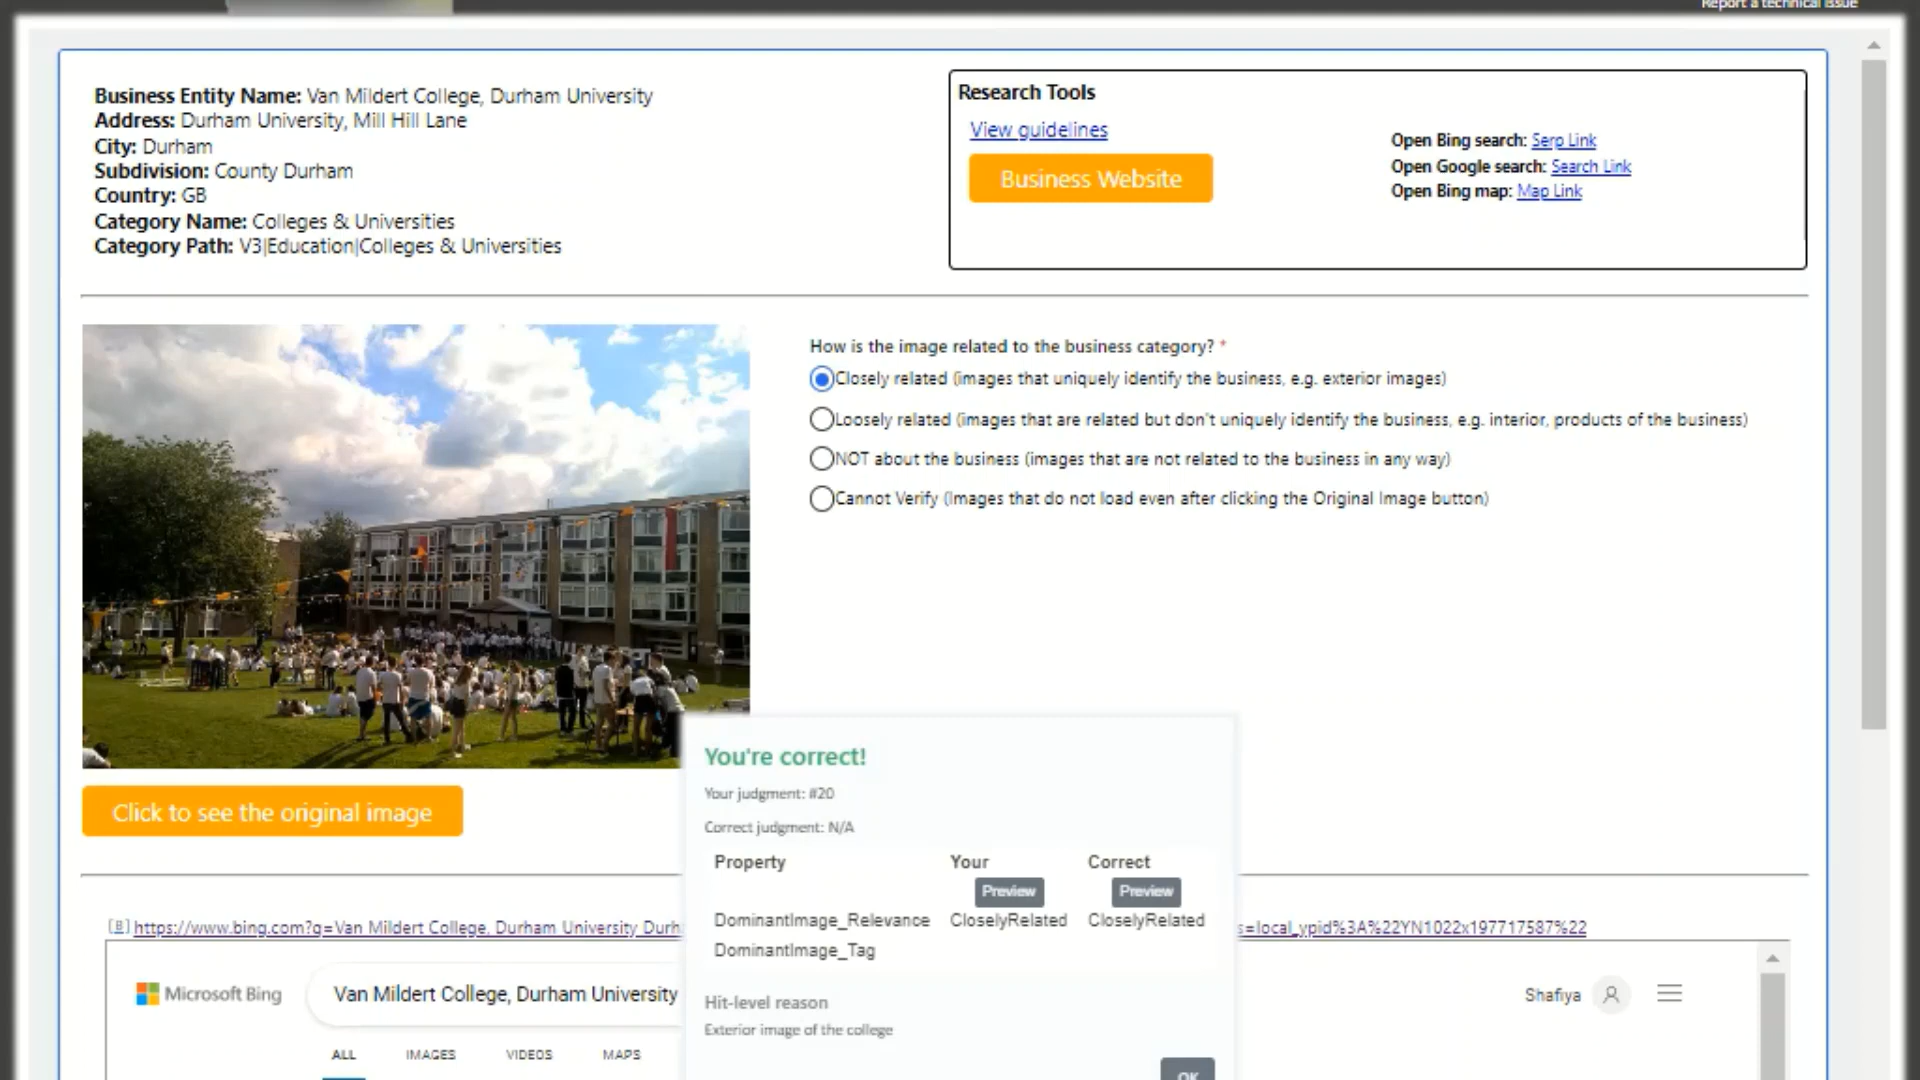 Report a technical issue
Business Entity Name: Van Mildert College, Durham University
Address: Durham University, Mill Hill Lane
City: Durham
Subdivision: County Durham
Country: GB
Category Name: Colleges & Universities
Category Path: V3|Education|Colleges & Universities
Research Tools
View guidelines
Business Website
Open Bing search: Serp Link
Open Google search: Search Link
Open Bing map: Map Link
How is the image related to the business category? *
Closely related (images that uniquely identify the business, e.g. exterior images)
Loosely related (images that are related but don't uniquely identify the business, e.g. interior, products of the business)
NOT about the business (images that are not related to the business in any way)
Cannot Verify (Images that do not load even after clicking the Original Image button)
Click to see the original image
You're correct!
Your judgment: #20
Correct judgment: N/A
Property Your Correct
Preview Preview
DominantImage_Relevance CloselyRelated CloselyRelated
DominantImage_Tag
Hit-level reason
Exterior image of the college
OK
[B] https://www.bing.com?q=Van Mildert College, Durham University Durh s=local_ypid%3A%22YN1022x197717587%22
Microsoft Bing
Van Mildert College, Durham University
Shafiya
ALL IMAGES VIDEOS MAPS